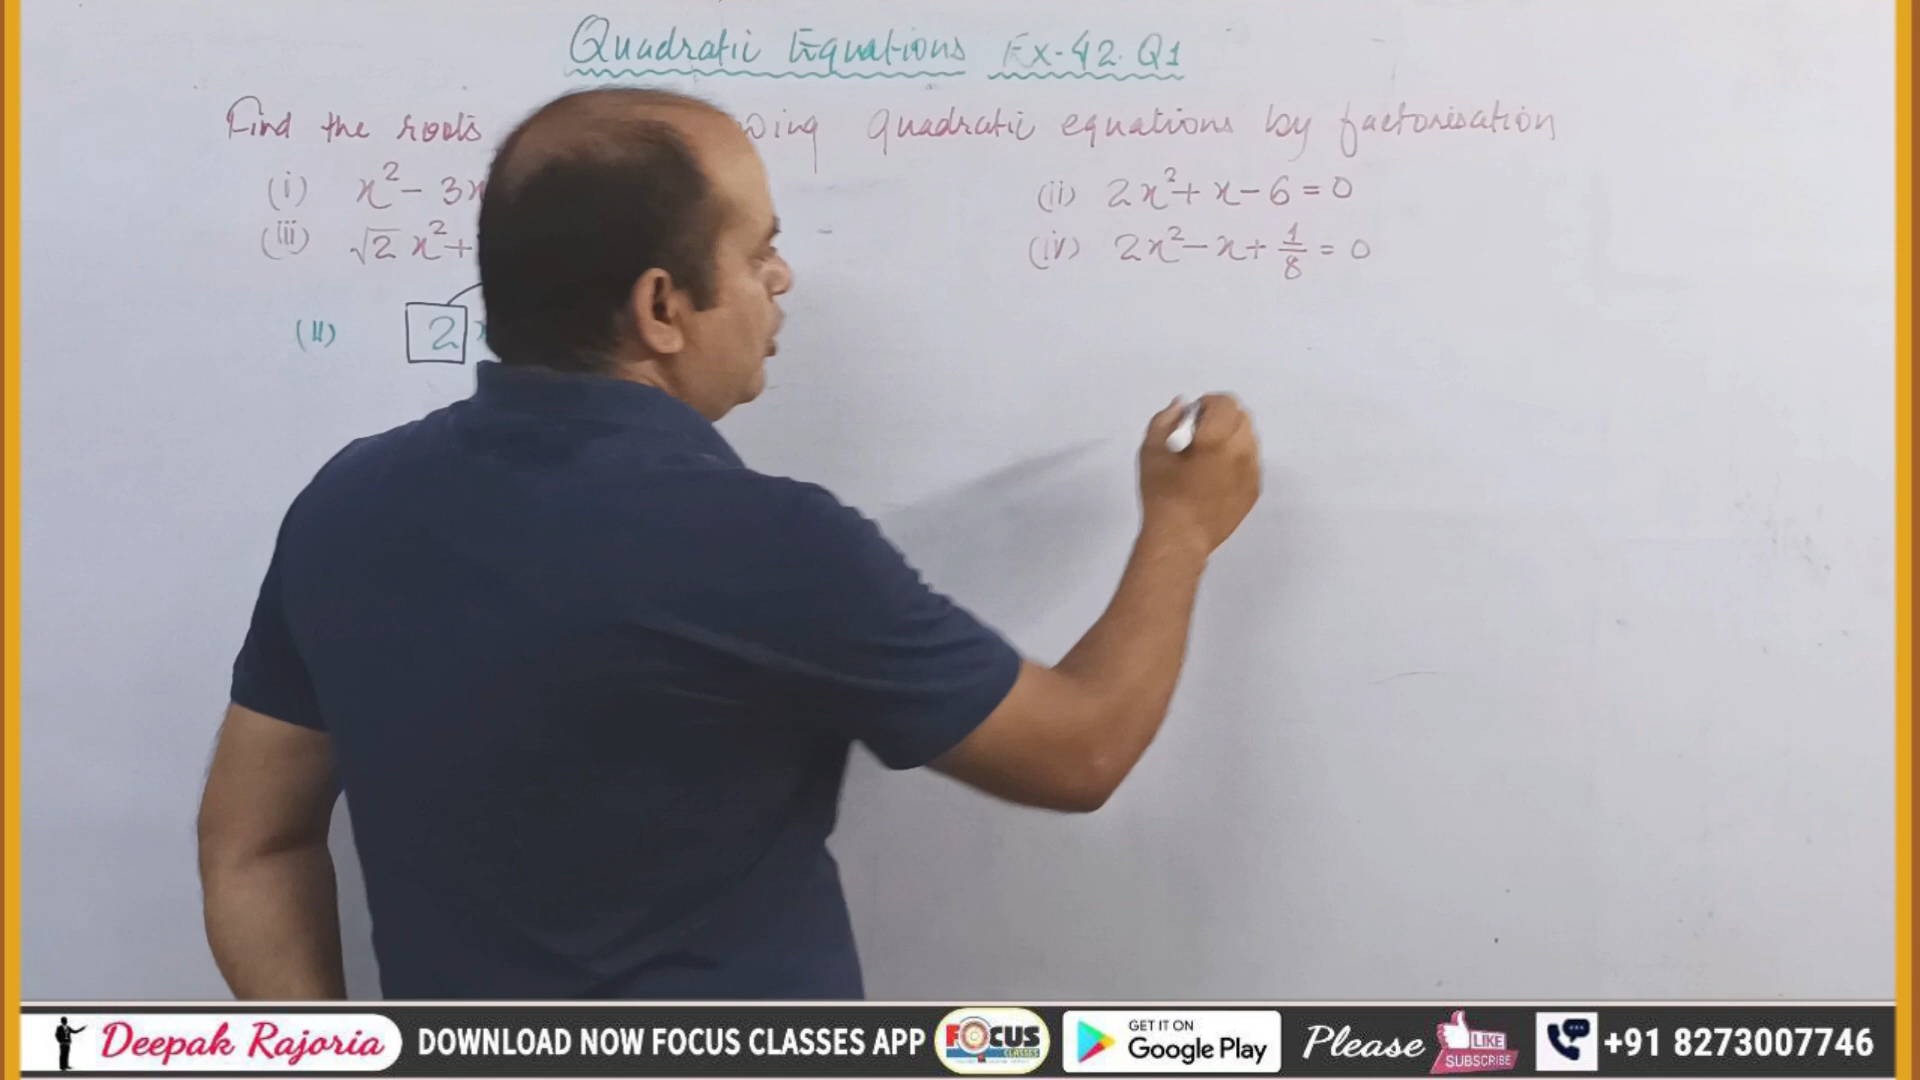 Quadratic Equations Ex-4.2. Q1
Find the roots wing quadratic equations by factorisation
(i) x² - 3x (ii) 2x² + x - 6 = 0
(iii) √2 x² + (iv) 2x² - x + 1/8 = 0
(II) 2
Deepak Rajoria DOWNLOAD NOW FOCUS CLASSES APP FOCUS CLASSES GET IT ON Google Play Please LIKE SUBSCRIBE +91 8273007746